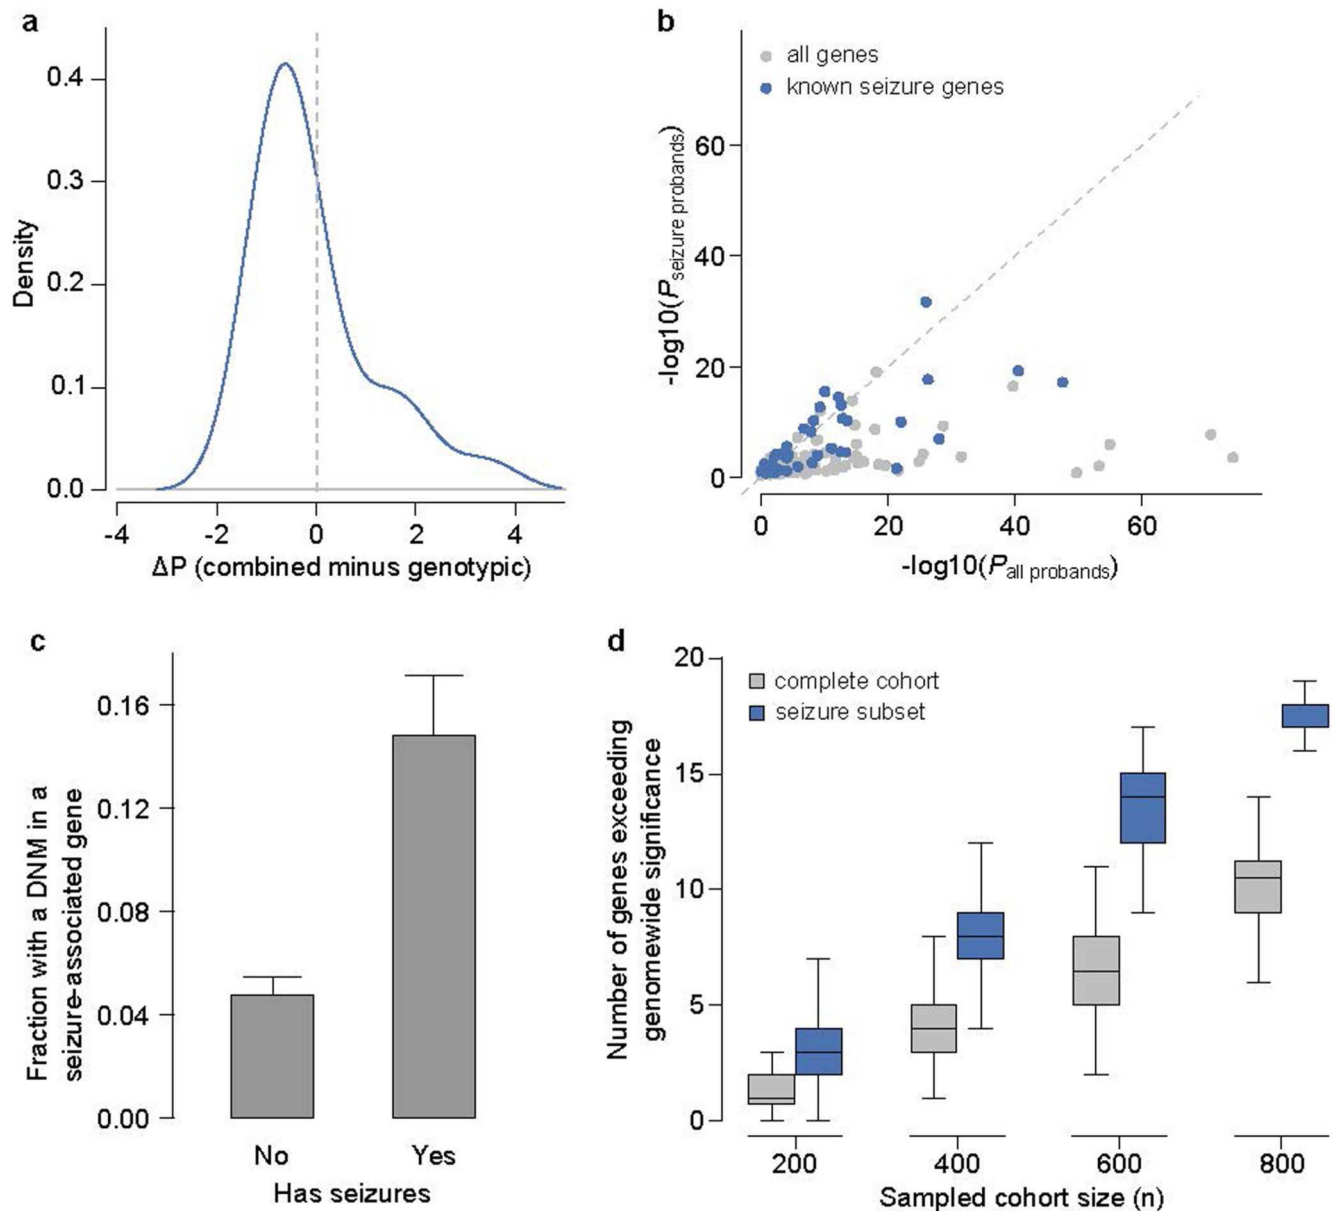 a
Density
0.4
0.3
0.2
0.1
0.0
-4 -2 0 2 4
ΔP (combined minus genotypic)
b
all genes
known seizure genes
-log10(P seizure probands)
60
40
20
0
0 20 40 60
-log10(P all probands)
c
Fraction with a DNM in a
seizure-associated gene
0.16
0.12
0.08
0.04
0.00
No Yes
Has seizures
d
complete cohort
seizure subset
Number of genes exceeding
genomewide significance
20
15
10
5
0
200 400 600 800
Sampled cohort size (n)